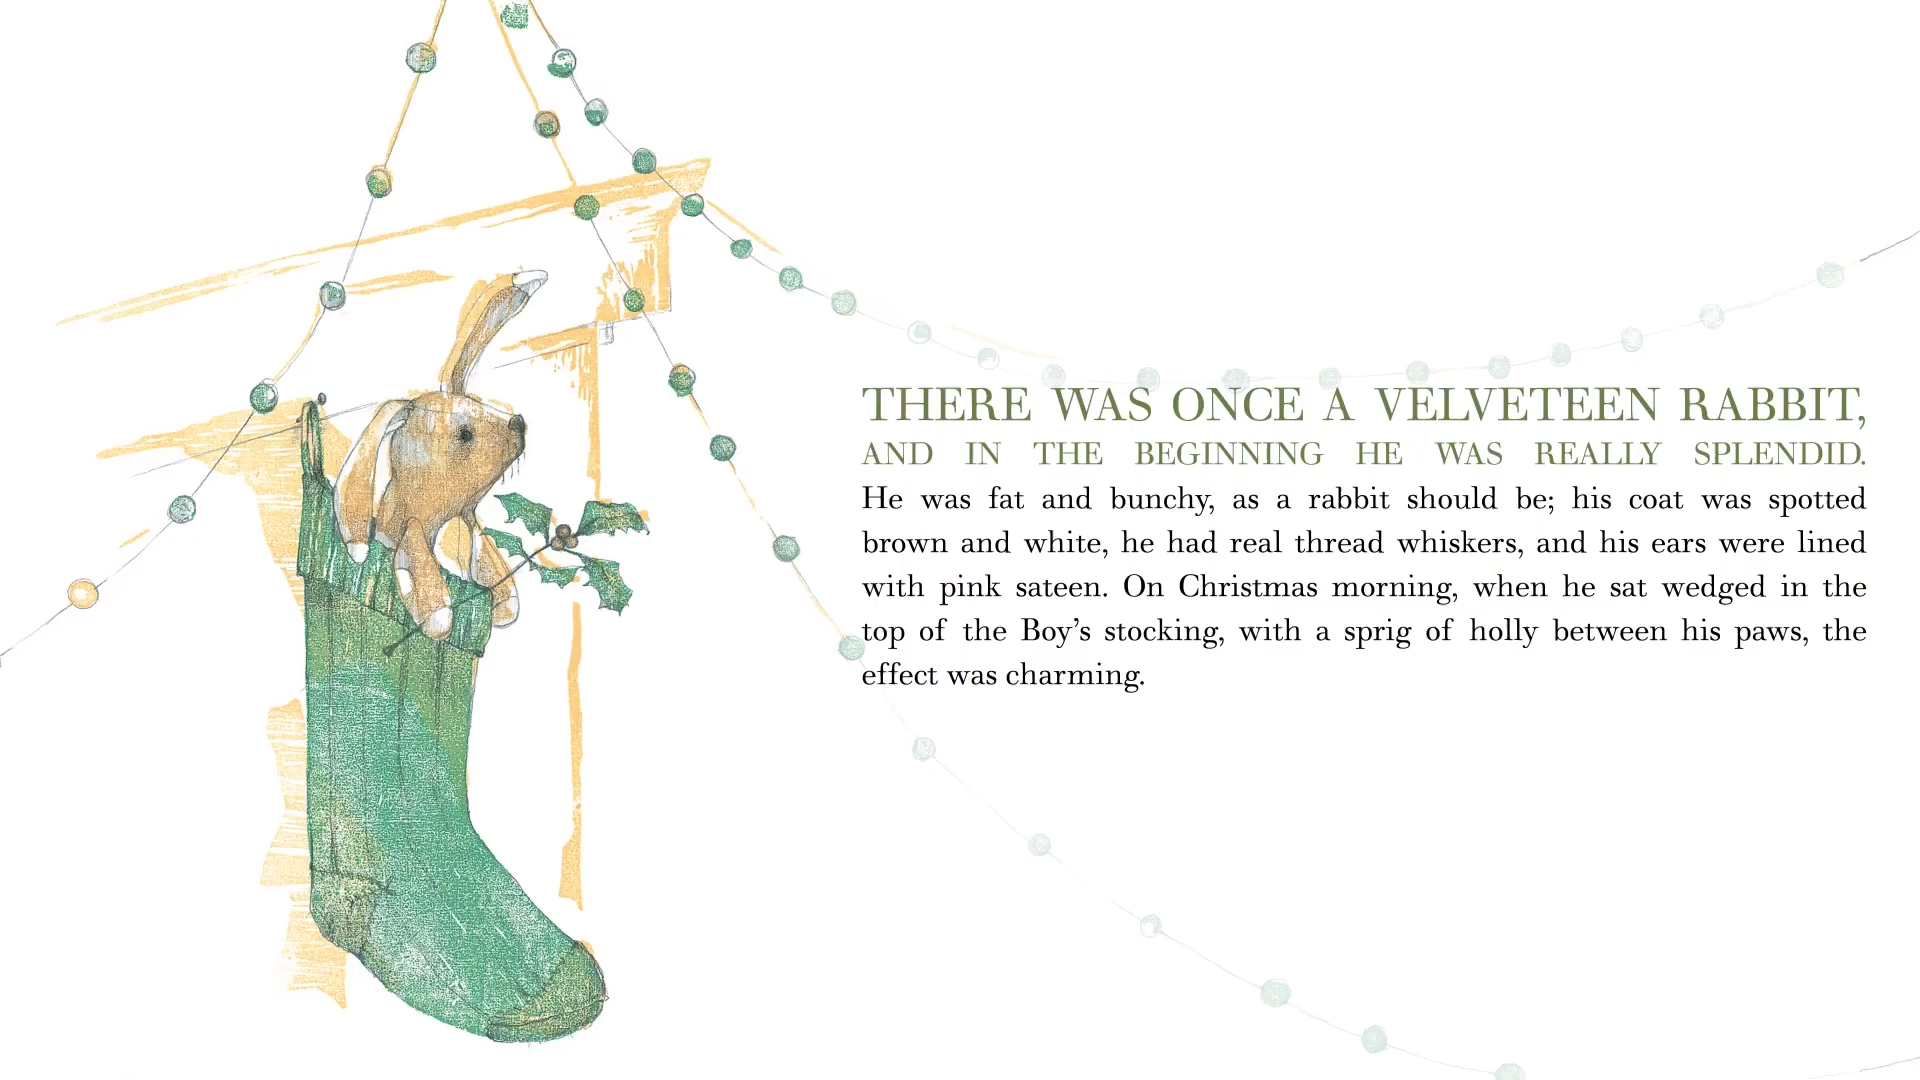 THERE WAS ONCE A VELVETEEN RABBIT,
AND IN THE BEGINNING HE WAS REALLY SPLENDID.
He was fat and bunchy, as a rabbit should be; his coat was spotted
brown and white, he had real thread whiskers, and his ears were lined
with pink sateen. On Christmas morning, when he sat wedged in the
top of the Boy’s stocking, with a sprig of holly between his paws, the
effect was charming.